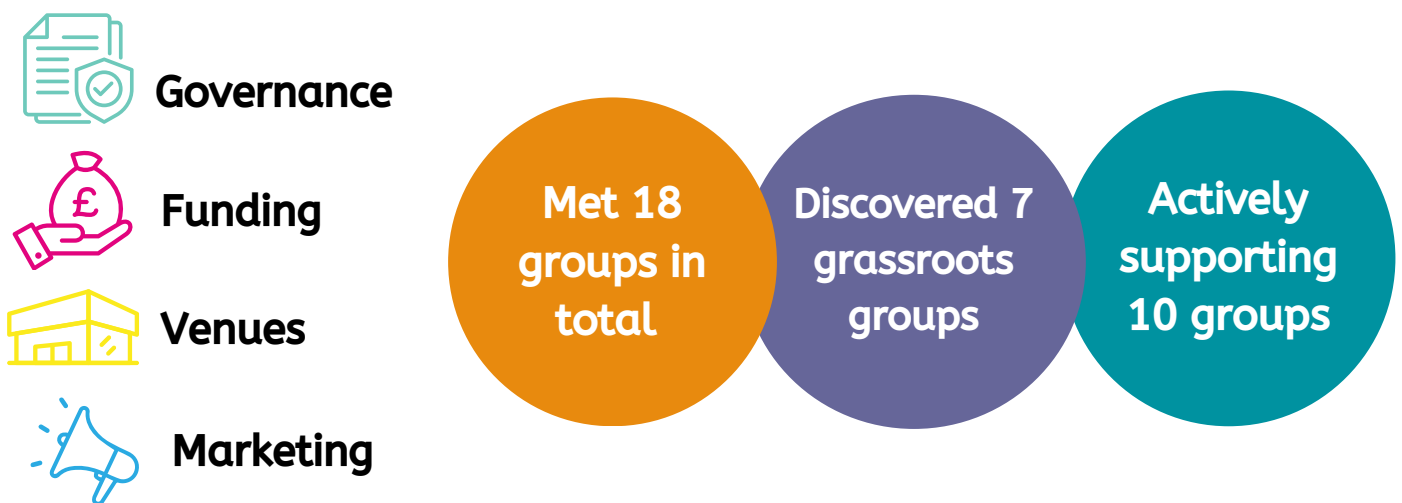 Governance
Funding
£
Venues
Marketing
Met 18
groups in
total
Discovered 7
grassroots
groups
Actively
supporting
10 groups